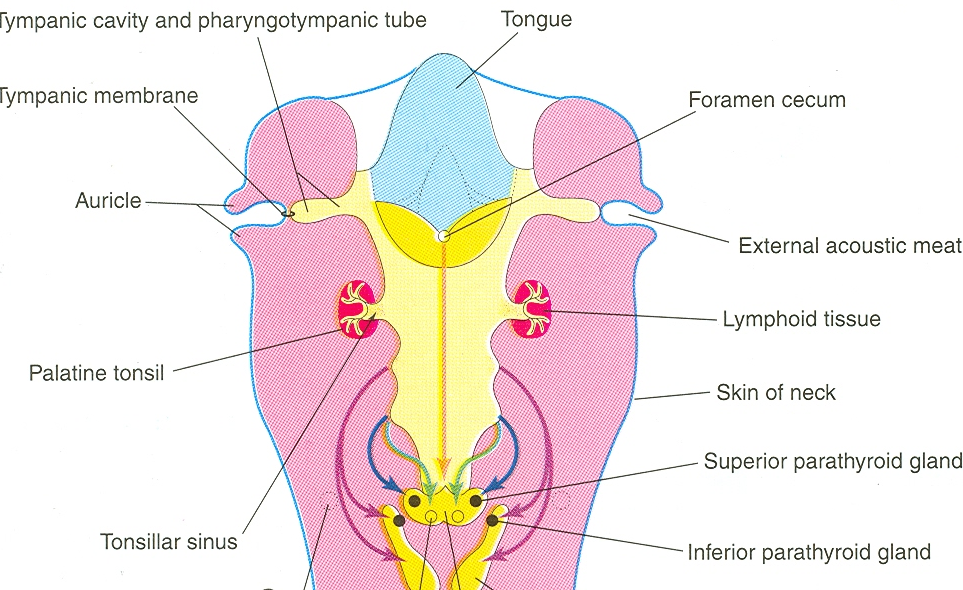 Tympanic cavity and pharyngotympanic tube
Tongue
Tympanic membrane
Foramen cecum
Auricle
External acoustic meat
Lymphoid tissue
Palatine tonsil
Skin of neck
Superior parathyroid gland
Tonsillar sinus
Inferior parathyroid gland